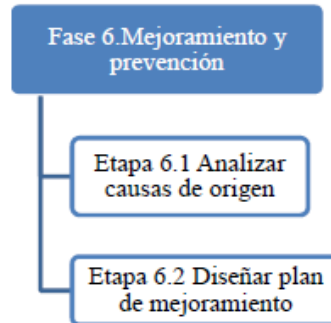 Fase 6.Mejoramiento y
prevención
Etapa 6.1 Analizar
causas de origen
Etapa 6.2 Diseñar plan
de mejoramiento